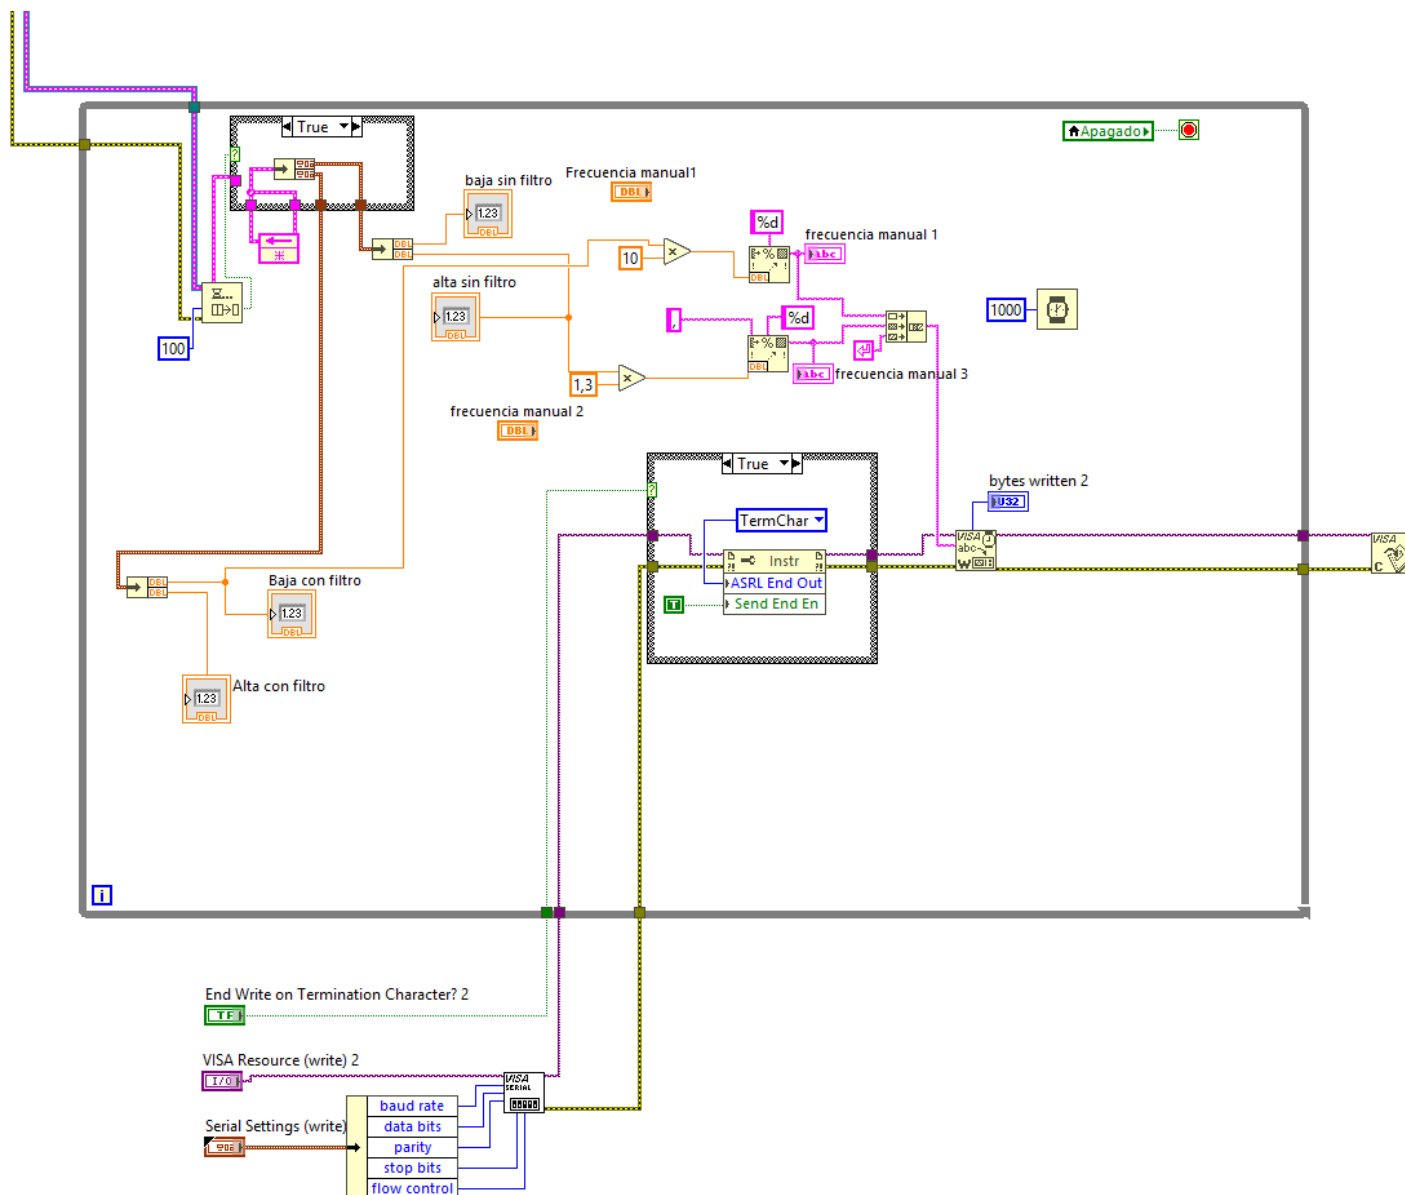 True
Apagado
baja sin filtro
1.23
DBL
Frecuencia manual1
DBL
%d
frecuencia manual 1
abc
10
DBL
DBL
DBL
alta sin filtro
1.23
DBL
100
,
%d
1000
DBL
abc
frecuencia manual 3
1,3
frecuencia manual 2
DBL
True
TermChar
bytes written 2
U32
VISA
abc
W
VISA
C
Instr
ASRL End Out
Send End En
T
DBL
DBL
Baja con filtro
1.23
DBL
Alta con filtro
1.23
DBL
i
End Write on Termination Character? 2
TF
VISA Resource (write) 2
I/O
VISA
SERIAL
Serial Settings (write)
baud rate
data bits
parity
stop bits
flow control